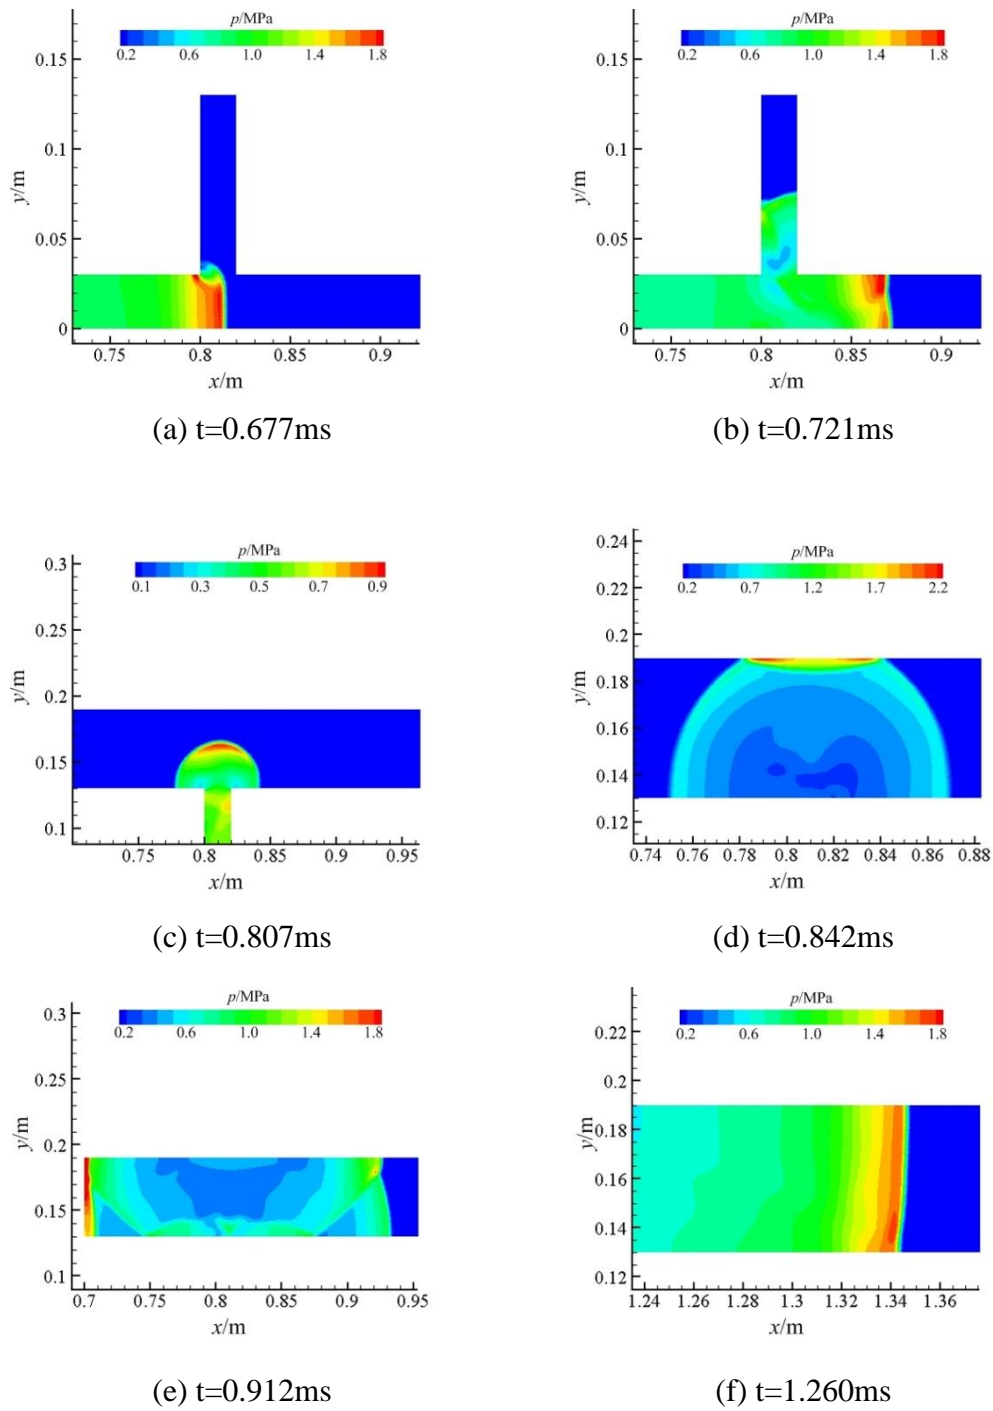 p/MPa
0.2 0.6 1.0 1.4 1.8
0.15
0.1
0.05
0
y/m
0.75 0.8 0.85 0.9
x/m
(a) t=0.677ms
p/MPa
0.2 0.6 1.0 1.4 1.8
0.15
0.1
0.05
0
y/m
0.75 0.8 0.85 0.9
x/m
(b) t=0.721ms
p/MPa
0.1 0.3 0.5 0.7 0.9
0.3
0.25
0.2
0.15
0.1
y/m
0.75 0.8 0.85 0.9 0.95
x/m
(c) t=0.807ms
p/MPa
0.2 0.7 1.2 1.7 2.2
0.24
0.22
0.2
0.18
0.16
0.14
0.12
y/m
0.74 0.76 0.78 0.8 0.82 0.84 0.86 0.88
x/m
(d) t=0.842ms
p/MPa
0.2 0.6 1.0 1.4 1.8
0.3
0.25
0.2
0.15
0.1
y/m
0.7 0.75 0.8 0.85 0.9 0.95
x/m
(e) t=0.912ms
p/MPa
0.2 0.6 1.0 1.4 1.8
0.22
0.2
0.18
0.16
0.14
0.12
y/m
1.24 1.26 1.28 1.3 1.32 1.34 1.36
x/m
(f) t=1.260ms